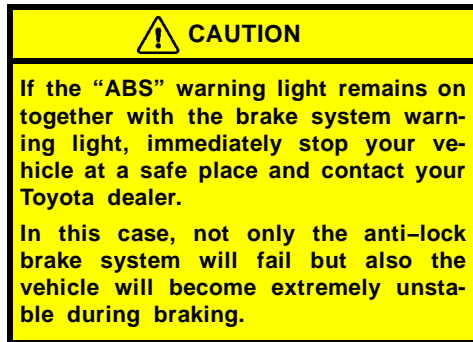 CAUTION
If the “ABS” warning light remains on
together with the brake system warn-
ing light, immediately stop your ve-
hicle at a safe place and contact your
Toyota dealer.
In this case, not only the anti–lock
brake system will fail but also the
vehicle will become extremely unsta-
ble during braking.